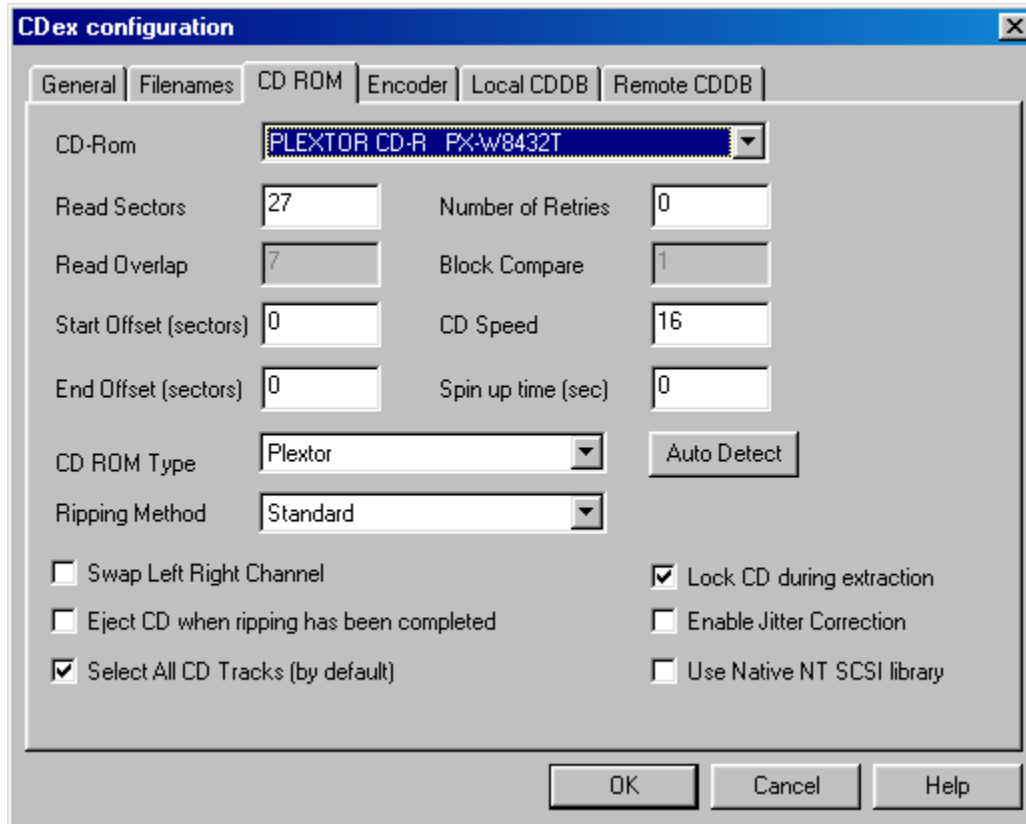 CDex configuration
General Filenames CD ROM Encoder Local CDDB Remote CDDB
CD-Rom PLEXTOR CD-R PX-W8432T
Read Sectors 27 Number of Retries 0
Read Overlap 7 Block Compare 1
Start Offset (sectors) 0 CD Speed 16
End Offset (sectors) 0 Spin up time (sec) 0
CD ROM Type Plextor Auto Detect
Ripping Method Standard
Swap Left Right Channel Lock CD during extraction
Eject CD when ripping has been completed Enable Jitter Correction
Select All CD Tracks (by default) Use Native NT SCSI library
OK Cancel Help